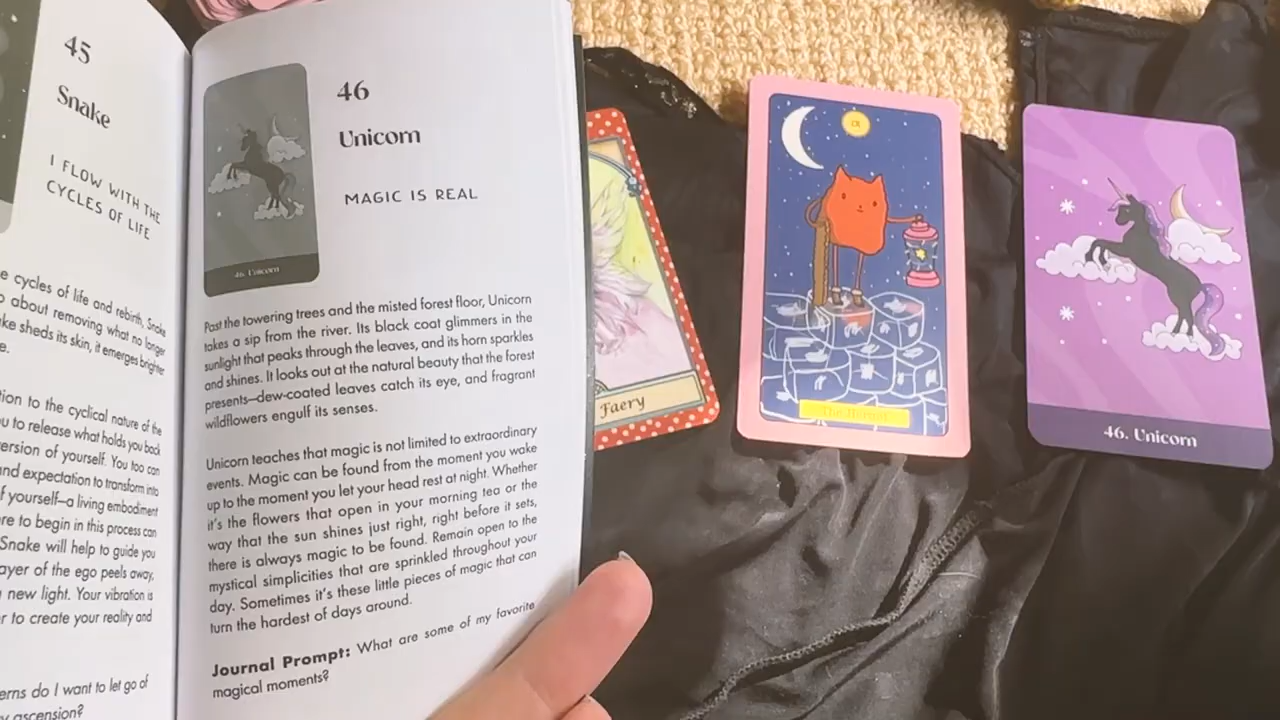 45
Snake
I FLOW WITH THE
CYCLES OF LIFE
e cycles of life and rebirth, Snake
about removing what no longer
ke sheds its skin, it emerges brighter
e.
tion to the cyclical nature of the
u to release what holds you back
ersion of yourself. You too can
nd expectation to transform into
f yourself—a living embodiment
re to begin in this process can
Snake will help to guide you
ayer of the ego peels away,
new light. Your vibration is
r to create your reality and
erns do I want to let go of
ascension?
46
Unicorn
MAGIC IS REAL
46. Unicorn
Past the towering trees and the misted forest floor, Unicorn
takes a sip from the river. Its black coat glimmers in the
sunlight that peaks through the leaves, and its horn sparkles
and shines. It looks out at the natural beauty that the forest
presents—dew-coated leaves catch its eye, and fragrant
wildflowers engulf its senses.
Unicorn teaches that magic is not limited to extraordinary
events. Magic can be found from the moment you wake
up to the moment you let your head rest at night. Whether
it's the flowers that open in your morning tea or the
way that the sun shines just right, right before it sets,
there is always magic to be found. Remain open to the
mystical simplicities that are sprinkled throughout your
day. Sometimes it's these little pieces of magic that can
turn the hardest of days around.
Journal Prompt: What are some of my favorite
magical moments?
Faery
The Hermit
46. Unicorn